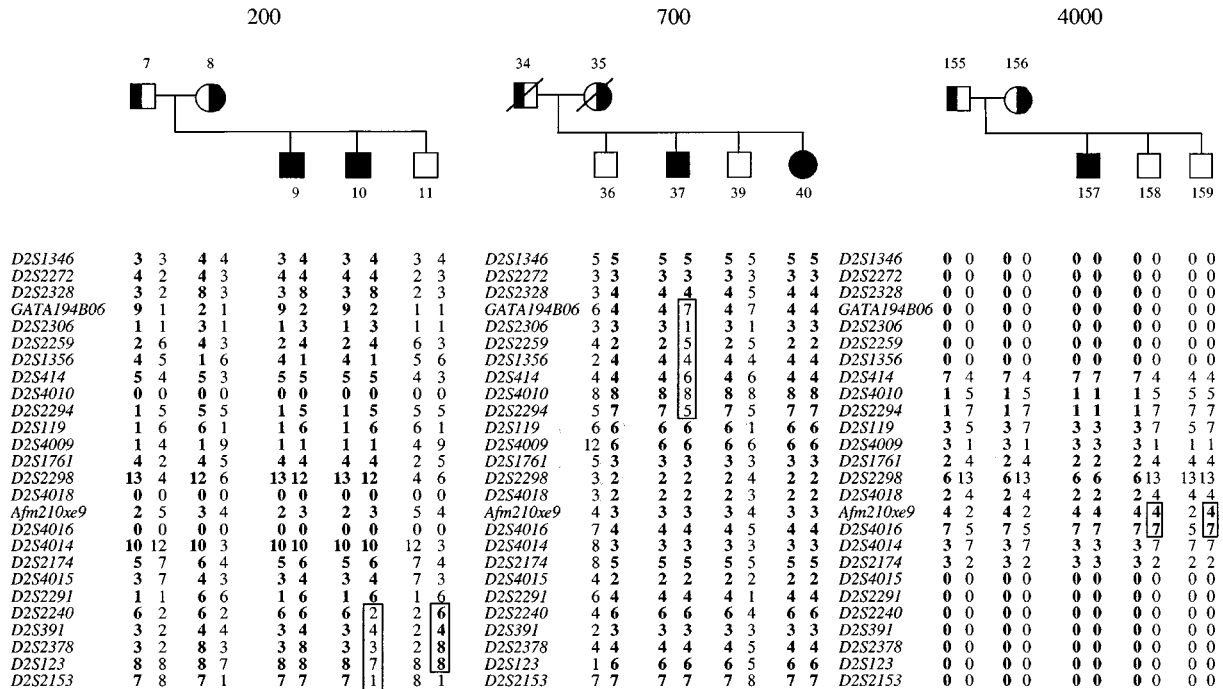 200 700 4000
7 8 34 35 155 156
9 10 11 36 37 39 40 157 158 159
D2S1346 3 3 4 4 3 4 3 4 3 4 D2S1346 5 5 5 5 5 5 5 5 D2S1346 0 0 0 0 0 0 0 0 0 0
D2S2272 4 2 4 3 4 4 4 4 2 3 D2S2272 3 3 3 3 3 3 3 3 D2S2272 0 0 0 0 0 0 0 0 0 0
D2S2328 3 2 8 3 3 8 3 8 2 3 D2S2328 3 4 4 4 4 5 4 4 D2S2328 0 0 0 0 0 0 0 0 0 0
GATA194B06 9 1 2 1 9 2 9 2 1 1 GATA194B06 6 4 4 7 4 7 4 4 GATA194B06 0 0 0 0 0 0 0 0 0 0
D2S2306 1 1 3 1 1 3 1 3 1 1 D2S2306 3 3 3 1 3 1 3 3 D2S2306 0 0 0 0 0 0 0 0 0 0
D2S2259 2 6 4 3 2 4 2 4 6 3 D2S2259 4 2 2 5 2 5 2 2 D2S2259 0 0 0 0 0 0 0 0 0 0
D2S1356 4 5 1 6 4 1 4 1 5 6 D2S1356 2 4 4 4 4 4 4 4 D2S1356 0 0 0 0 0 0 0 0 0 0
D2S414 5 4 5 3 5 5 5 5 4 3 D2S414 4 4 4 6 4 6 4 4 D2S414 7 4 7 4 7 7 7 4 4 4
D2S4010 0 0 0 0 0 0 0 0 0 0 D2S4010 8 8 8 8 8 8 8 8 D2S4010 1 5 1 5 1 1 1 5 5 5
D2S2294 1 5 5 5 1 5 1 5 5 5 D2S2294 5 7 7 5 7 5 7 7 D2S2294 1 7 1 7 1 1 1 7 7 7
D2S119 1 6 6 1 1 6 1 6 6 1 D2S119 6 6 6 6 6 1 6 6 D2S119 3 5 3 7 3 3 3 7 5 7
D2S4009 1 4 1 9 1 1 1 1 4 9 D2S4009 12 6 6 6 6 6 6 6 D2S4009 3 1 3 1 3 3 3 1 1 1
D2S1761 4 2 4 5 4 4 4 4 2 5 D2S1761 5 3 3 3 3 3 3 3 D2S1761 2 4 2 4 2 2 2 4 4 4
D2S2298 13 4 12 6 13 12 13 12 4 6 D2S2298 3 2 2 2 2 4 2 2 D2S2298 6 13 6 13 6 6 6 13 13 13
D2S4018 0 0 0 0 0 0 0 0 0 0 D2S4018 3 2 2 2 2 4 2 2 D2S4018 2 4 2 4 2 2 2 4 4 4
Afm210xe9 2 5 3 4 2 3 2 3 5 4 Afm210xe9 4 3 3 3 3 3 3 3 Afm210xe9 4 2 4 2 4 4 4 4 2 4
D2S4016 0 0 0 0 0 0 0 0 0 0 D2S4016 7 4 4 4 4 5 4 4 D2S4016 7 5 7 5 7 7 7 7 5 7
D2S4014 10 12 10 3 10 10 10 10 12 3 D2S4014 8 3 3 3 3 3 3 3 D2S4014 3 7 3 7 3 3 3 7 7 7
D2S2174 5 7 6 4 5 6 5 6 7 4 D2S2174 8 5 5 5 5 5 5 5 D2S2174 3 2 3 2 3 3 3 2 2 2
D2S4015 3 7 4 3 3 4 3 4 7 3 D2S4015 4 2 2 2 2 2 2 2 D2S4015 0 0 0 0 0 0 0 0 0 0
D2S2291 1 1 6 6 1 6 1 6 1 6 D2S2291 6 4 4 4 4 1 4 4 D2S2291 0 0 0 0 0 0 0 0 0 0
D2S2240 6 2 6 2 6 6 6 2 2 6 D2S2240 4 6 6 6 6 4 6 6 D2S2240 0 0 0 0 0 0 0 0 0 0
D2S391 3 2 4 4 3 4 3 4 2 4 D2S391 2 3 3 3 3 3 3 3 D2S391 0 0 0 0 0 0 0 0 0 0
D2S2378 3 2 8 3 3 8 3 3 2 8 D2S2378 4 4 4 4 4 5 4 4 D2S2378 0 0 0 0 0 0 0 0 0 0
D2S123 8 8 8 7 8 8 8 7 8 8 D2S123 1 6 6 6 6 5 6 6 D2S123 0 0 0 0 0 0 0 0 0 0
D2S2153 7 8 7 1 7 7 7 1 8 1 D2S2153 7 7 7 7 7 8 7 7 D2S2153 0 0 0 0 0 0 0 0 0 0